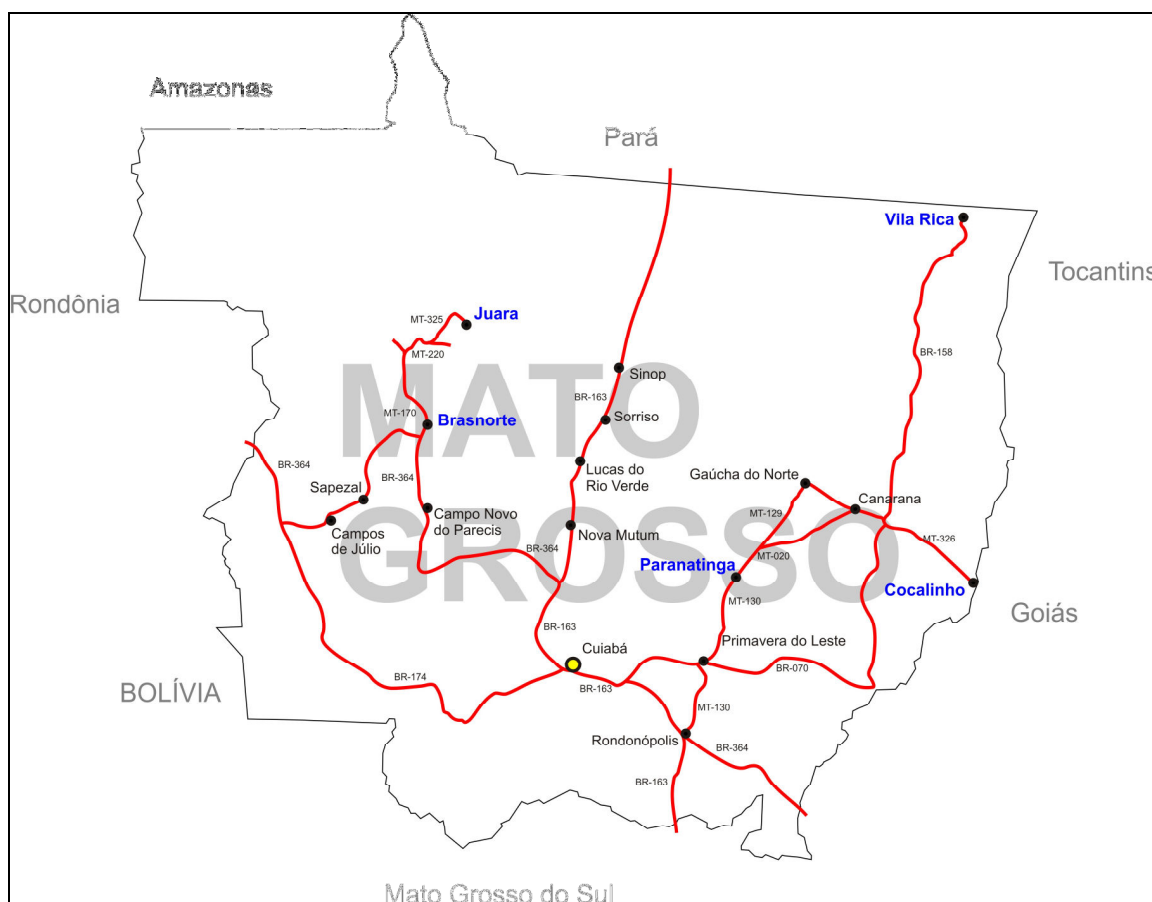 Amazonas
Pará
Vila Rica
Tocantins
Rondônia
Juara
MT-325
MT-220
BR-158
MATO
Sinop
BR-163
Sorriso
MT-170
Brasnorte
BR-364
BR-364
Lucas do
Rio Verde
Gaúcha do Norte
Sapezal
Canarana
Campo Novo
do Parecis
MT-129
Campos
de Júlio
GROSSO
Nova Mutum
MT-326
BR-364
MT-020
Paranatinga
Cocalinho
MT-130
Goiás
BR-163
Cuiabá
Primavera do Leste
BR-070
BR-174
BOLÍVIA
BR-163
MT-130
Rondonópolis
BR-364
BR-163
Mato Grosso do Sul